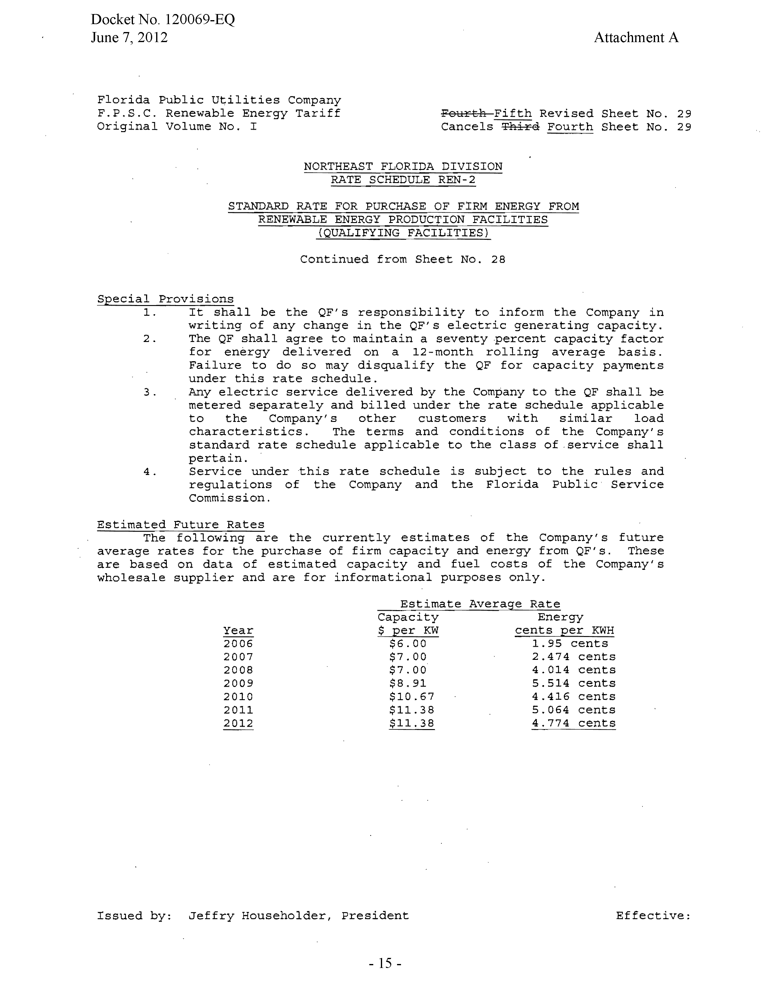 Docket No. 120069-EQ
June 7, 2012
Attachment A
Florida Public Utilities Company
F.P.S.C. Renewable Energy Tariff
Original Volume No. I
Fourth Fifth Revised Sheet No. 29
Cancels Third Fourth Sheet No. 29
NORTHEAST FLORIDA DIVISION
RATE SCHEDULE REN-2
STANDARD RATE FOR PURCHASE OF FIRM ENERGY FROM
RENEWABLE ENERGY PRODUCTION FACILITIES
(QUALIFYING FACILITIES)
Continued from Sheet No. 28
Special Provisions
1. It shall be the QF's responsibility to inform the Company in
writing of any change in the QF's electric generating capacity.
2. The QF shall agree to maintain a seventy percent capacity factor
for energy delivered on a 12-month rolling average basis.
Failure to do so may disqualify the QF for capacity payments
under this rate schedule.
3. Any electric service delivered by the Company to the QF shall be
metered separately and billed under the rate schedule applicable
to the Company's other customers with similar load
characteristics. The terms and conditions of the Company's
standard rate schedule applicable to the class of service shall
pertain.
4. Service under this rate schedule is subject to the rules and
regulations of the Company and the Florida Public Service
Commission.
Estimated Future Rates
The following are the currently estimates of the Company's future
average rates for the purchase of firm capacity and energy from QF's. These
are based on data of estimated capacity and fuel costs of the Company's
wholesale supplier and are for informational purposes only.
Estimate Average Rate
Capacity Energy
Year $ per KW cents per KWH
2006 $6.00 1.95 cents
2007 $7.00 2.474 cents
2008 $7.00 4.014 cents
2009 $8.91 5.514 cents
2010 $10.67 4.416 cents
2011 $11.38 5.064 cents
2012 $11.38 4.774 cents
Issued by: Jeffry Householder, President
Effective:
- 15 -